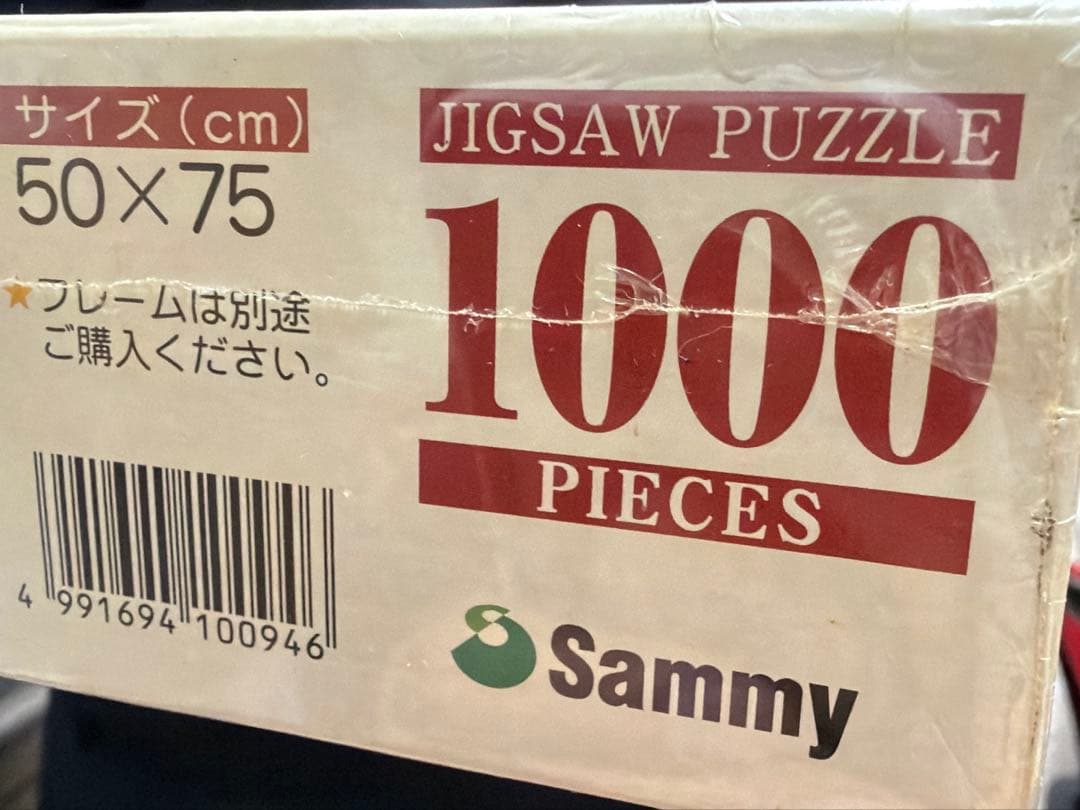 サイズ(cm)
50×75
★フレームは別途
ご購入ください。
4 991694 100946
JIGSAW PUZZLE
1000
PIECES
Sammy